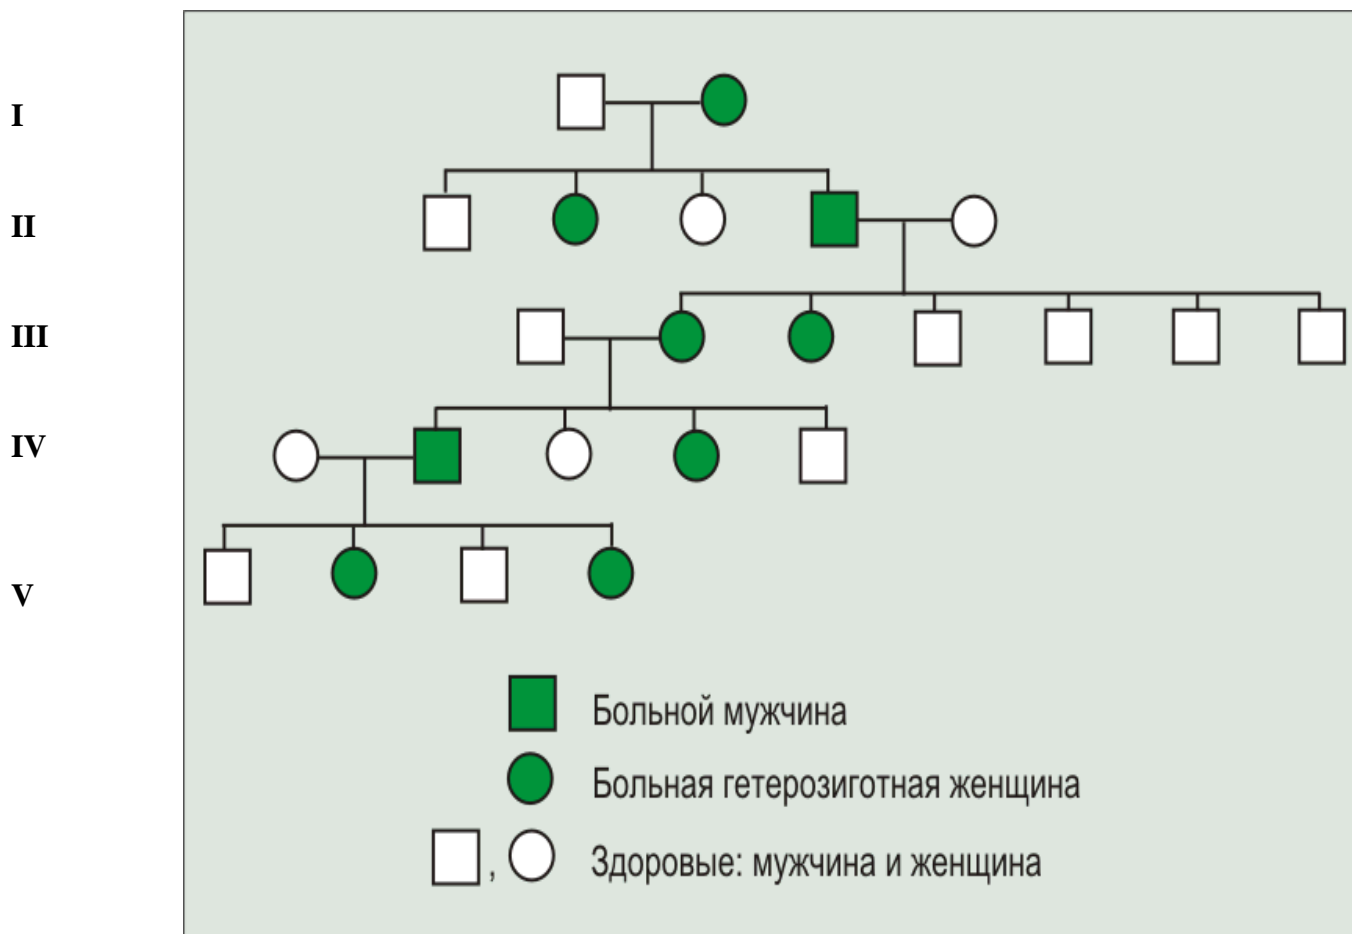 I
II
III
IV
V
Больной мужчина
Больная гетерозиготная женщина
, Здоровые: мужчина и женщина